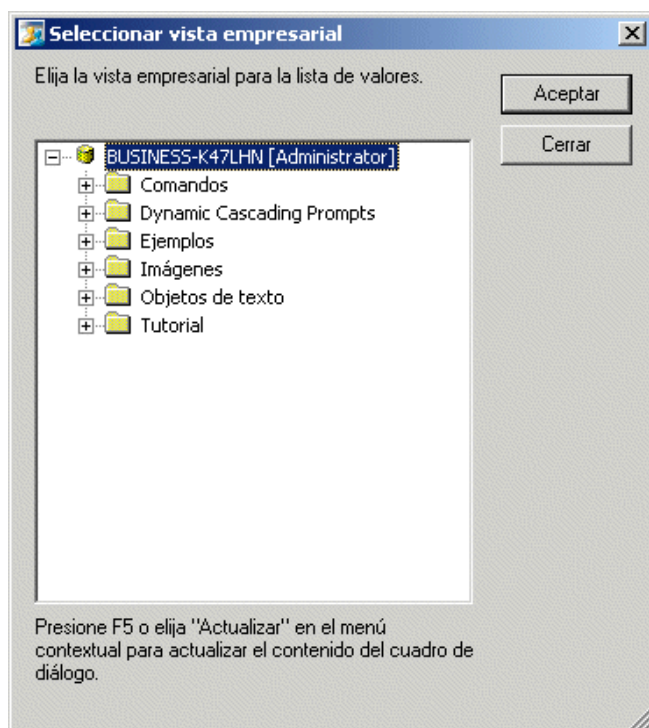 Seleccionar vista empresarial
Elija la vista empresarial para la lista de valores.
Aceptar
Cerrar
BUSINESS-K47LHN [Administrator]
Comandos
Dynamic Cascading Prompts
Ejemplos
Imágenes
Objetos de texto
Tutorial
Presione F5 o elija "Actualizar" en el menú
contextual para actualizar el contenido del cuadro de
diálogo.